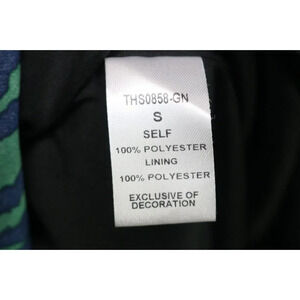 THS0858-GN
S
SELF
100% POLYESTER
LINING
100% POLYESTER
EXCLUSIVE OF
DECORATION